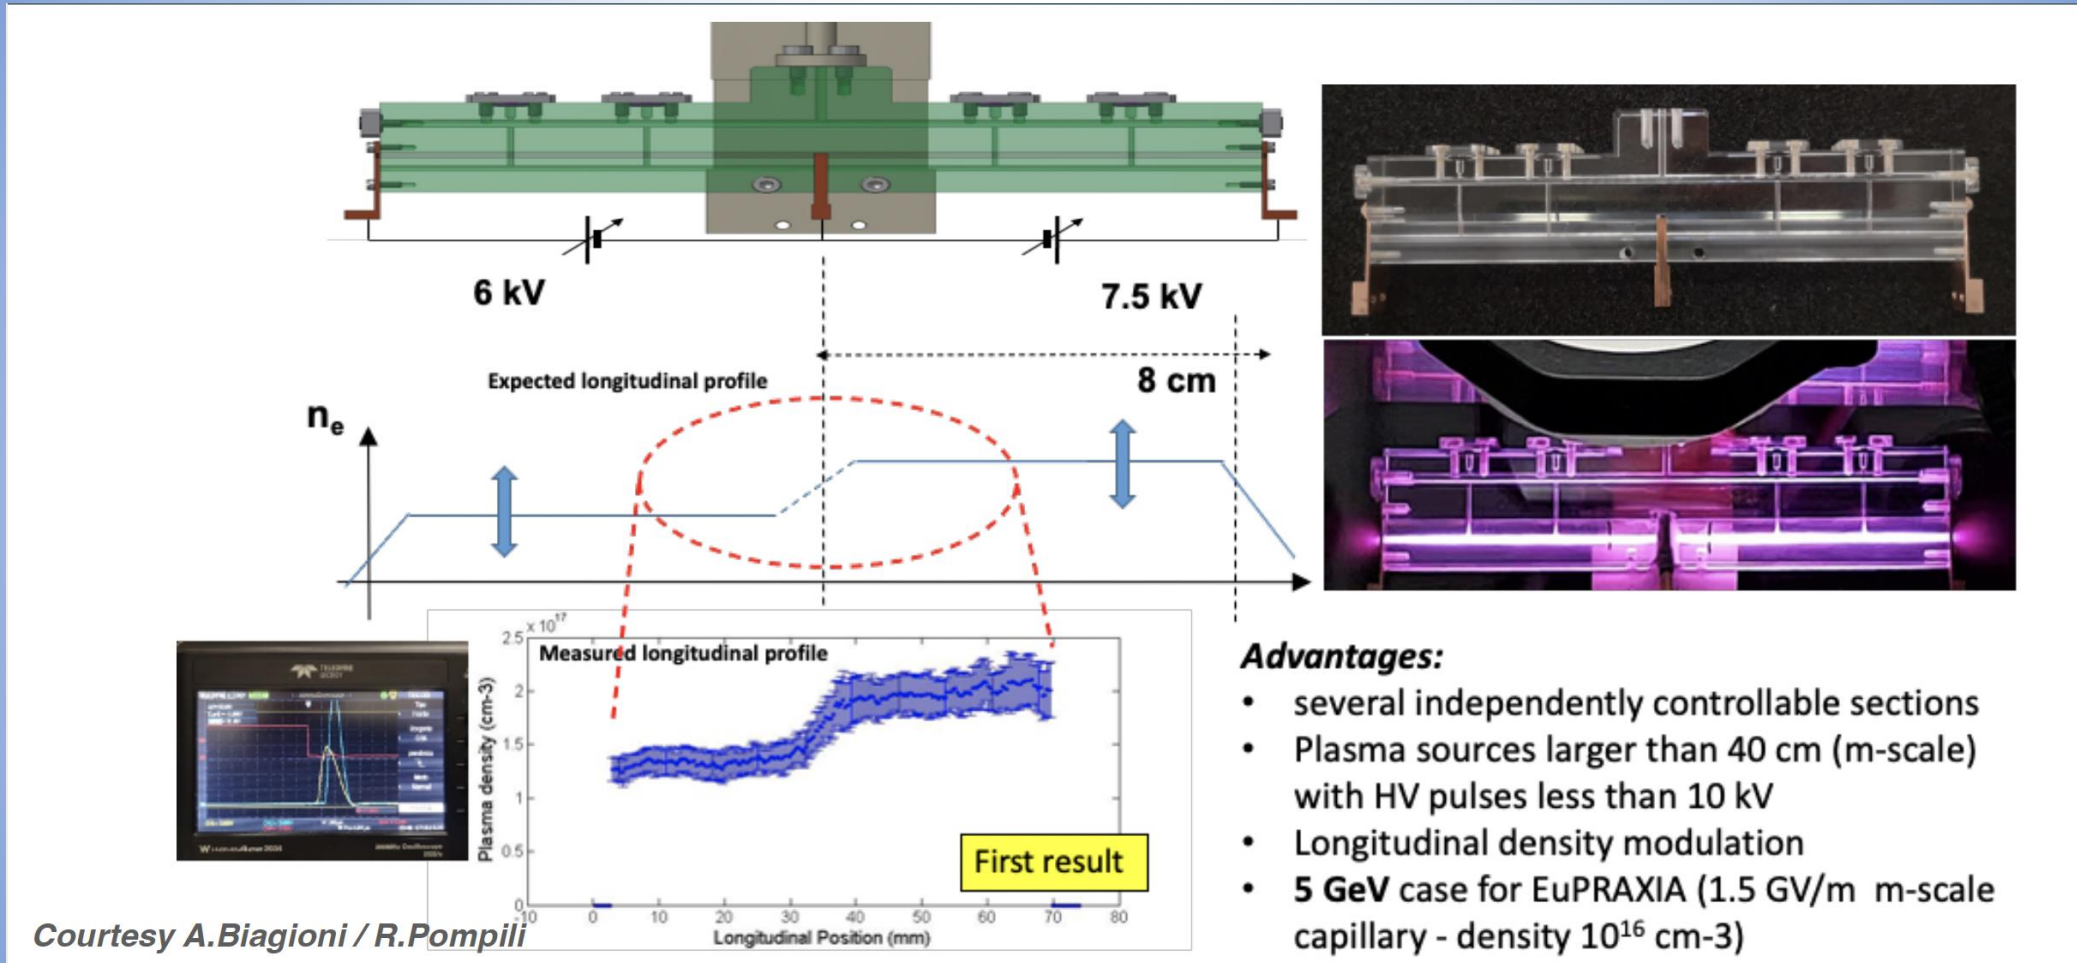 6 kV
7.5 kV
8 cm
Expected longitudinal profile
nₑ
x 10¹⁷
2.5
2
1.5
1
0.5
0
Plasma density (cm-3)
Measured longitudinal profile
First result
-10 0 10 20 30 40 50 60 70 80
Longitudinal Position (mm)
TELEDYNE LECROY
Courtesy A.Biagioni / R.Pompili
Advantages:
• several independently controllable sections
• Plasma sources larger than 40 cm (m-scale)
with HV pulses less than 10 kV
• Longitudinal density modulation
• 5 GeV case for EuPRAXIA (1.5 GV/m m-scale
capillary - density 10¹⁶ cm-3)